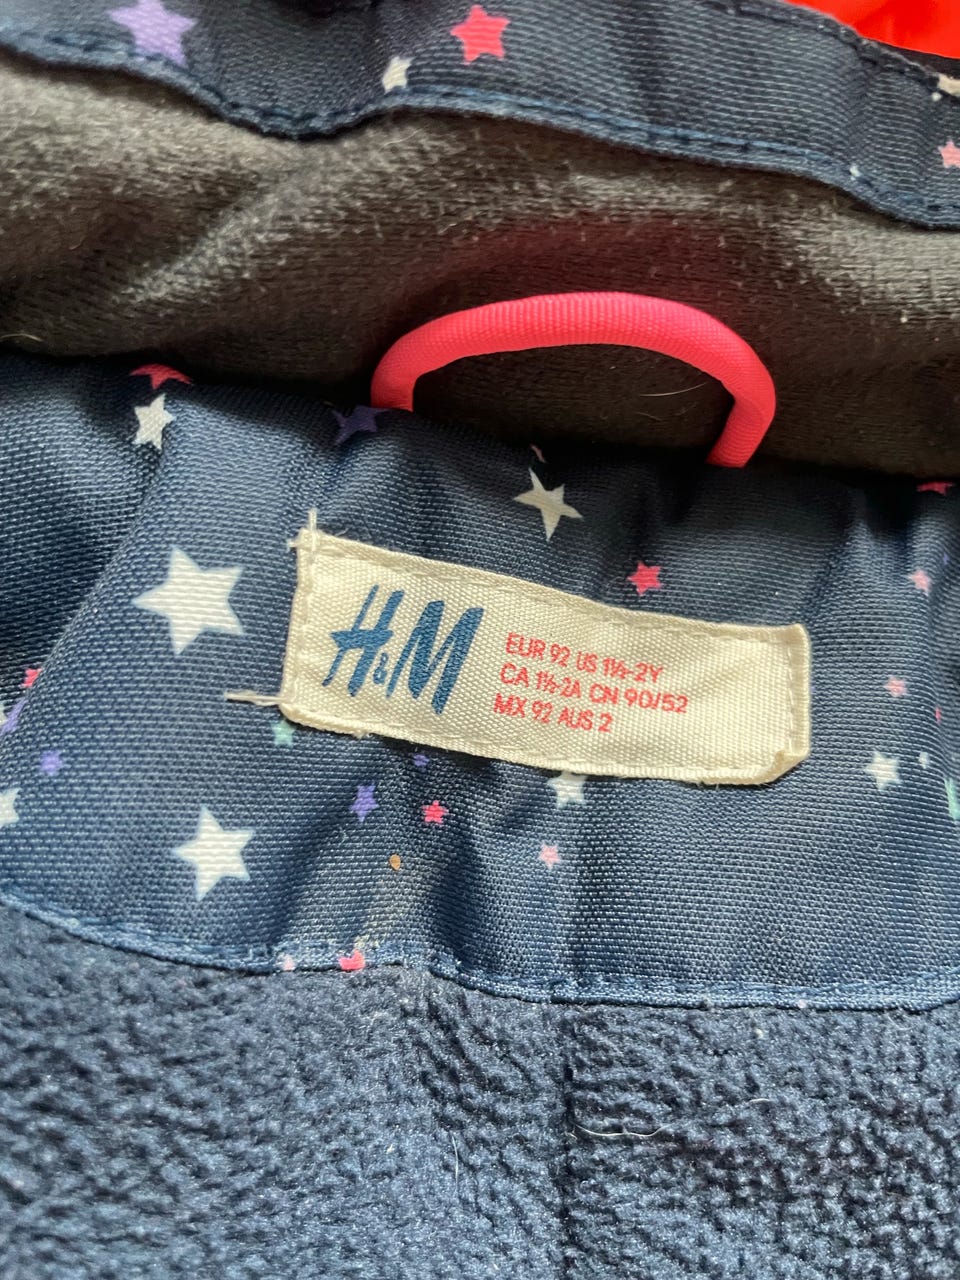 H&M
EUR 92 US 1½-2Y
CA 1½-2A CN 90/52
MX 92 AUS 2